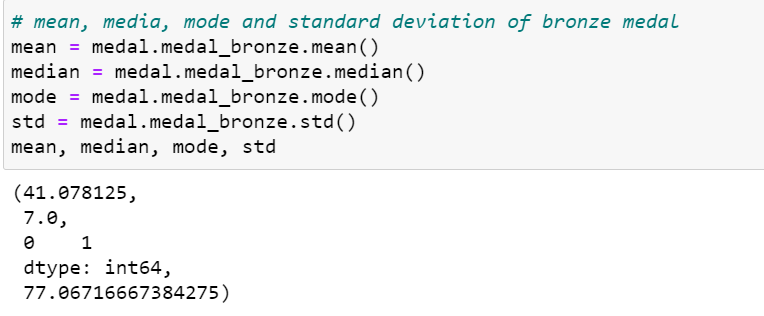 # mean, media, mode and standard deviation of bronze medal
mean = medal.medal_bronze.mean()
median = medal.medal_bronze.median()
mode = medal.medal_bronze.mode()
std = medal.medal_bronze.std()
mean, median, mode, std
(41.078125,
 7.0,
 0    1
 dtype: int64,
 77.06716667384275)